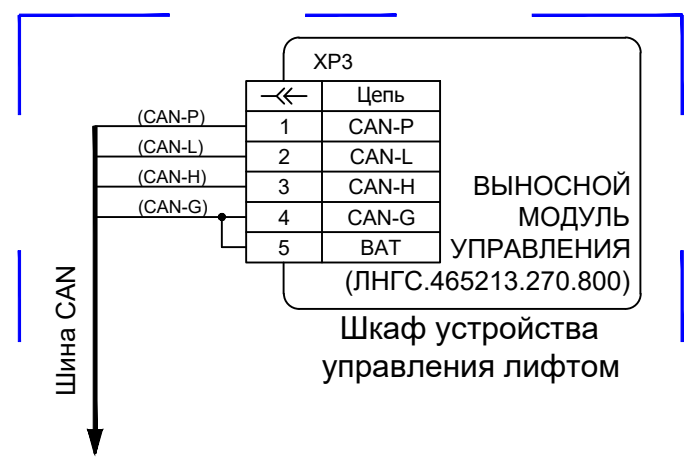 XP3
Цепь
(CAN-P) 1 CAN-P
(CAN-L) 2 CAN-L
(CAN-H) 3 CAN-H
(CAN-G) 4 CAN-G
5 BAT
ВЫНОСНОЙ
МОДУЛЬ
УПРАВЛЕНИЯ
(ЛНГС.465213.270.800)
Шкаф устройства
управления лифтом
Шина CAN